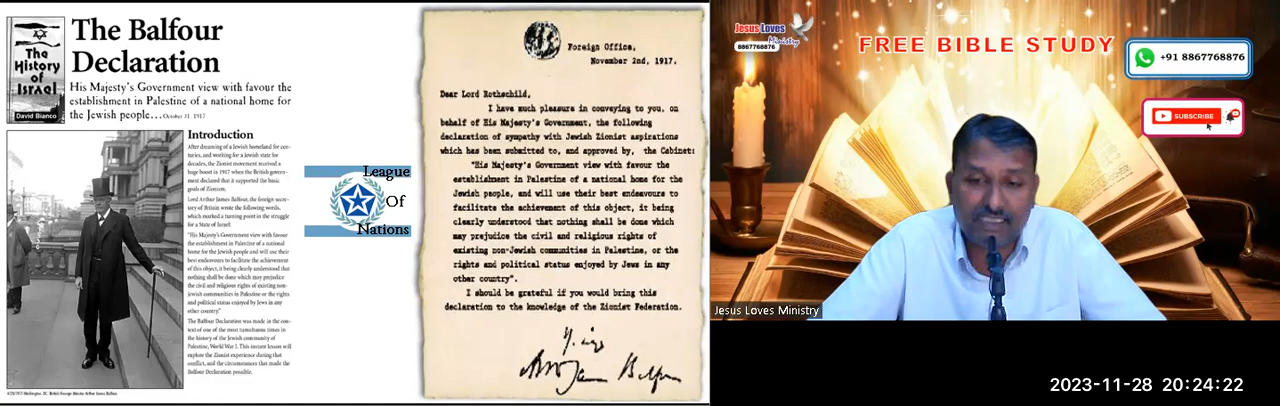 The History of Israel
David Bianco
The Balfour
Declaration
His Majesty's Government view with favour the
establishment in Palestine of a national home for
the Jewish people... October 31, 1917
Introduction
After dreaming of a Jewish homeland for cen-
turies, and working for a Jewish state for
decades, the Zionist movement received a
huge boost in 1917 when the British govern-
ment declared that it supported the basic
goals of Zionism.
Lord Arthur James Balfour, the foreign secre-
tary of Britain wrote the following words,
which marked a turning point in the struggle
for a State of Israel:
"His Majesty's Government view with favour
the establishment in Palestine of a national
home for the Jewish people and will use their
best endeavours to facilitate the achievement
of this object, it being clearly understood that
nothing shall be done which may prejudice
the civil and religious rights of existing non-
Jewish communities in Palestine or the rights
and political status enjoyed by Jews in any
other country."
The Balfour Declaration was made in the con-
text of one of the most tumultuous times in
the history of the Jewish community of
Palestine, World War I. This instant lesson will
explore the Zionist experience during that
conflict, and the circumstances that made the
Balfour Declaration possible.
League
Of
Nations
Foreign Office,
November 2nd, 1917.
Dear Lord Rothschild,
I have much pleasure in conveying to you, on
behalf of His Majesty's Government, the following
declaration of sympathy with Jewish Zionist aspirations
which has been submitted to, and approved by, the Cabinet:
"His Majesty's Government view with favour the
establishment in Palestine of a national home for the
Jewish people, and will use their best endeavours to
facilitate the achievement of this object, it being
clearly understood that nothing shall be done which
may prejudice the civil and religious rights of
existing non-Jewish communities in Palestine, or the
rights and political status enjoyed by Jews in any
other country".
I should be grateful if you would bring this
declaration to the knowledge of the Zionist Federation.
Jesus Loves
Ministry
8867768876
FREE BIBLE STUDY
+91 8867768876
SUBSCRIBE
Jesus Loves Ministry
2023-11-28 20:24:22